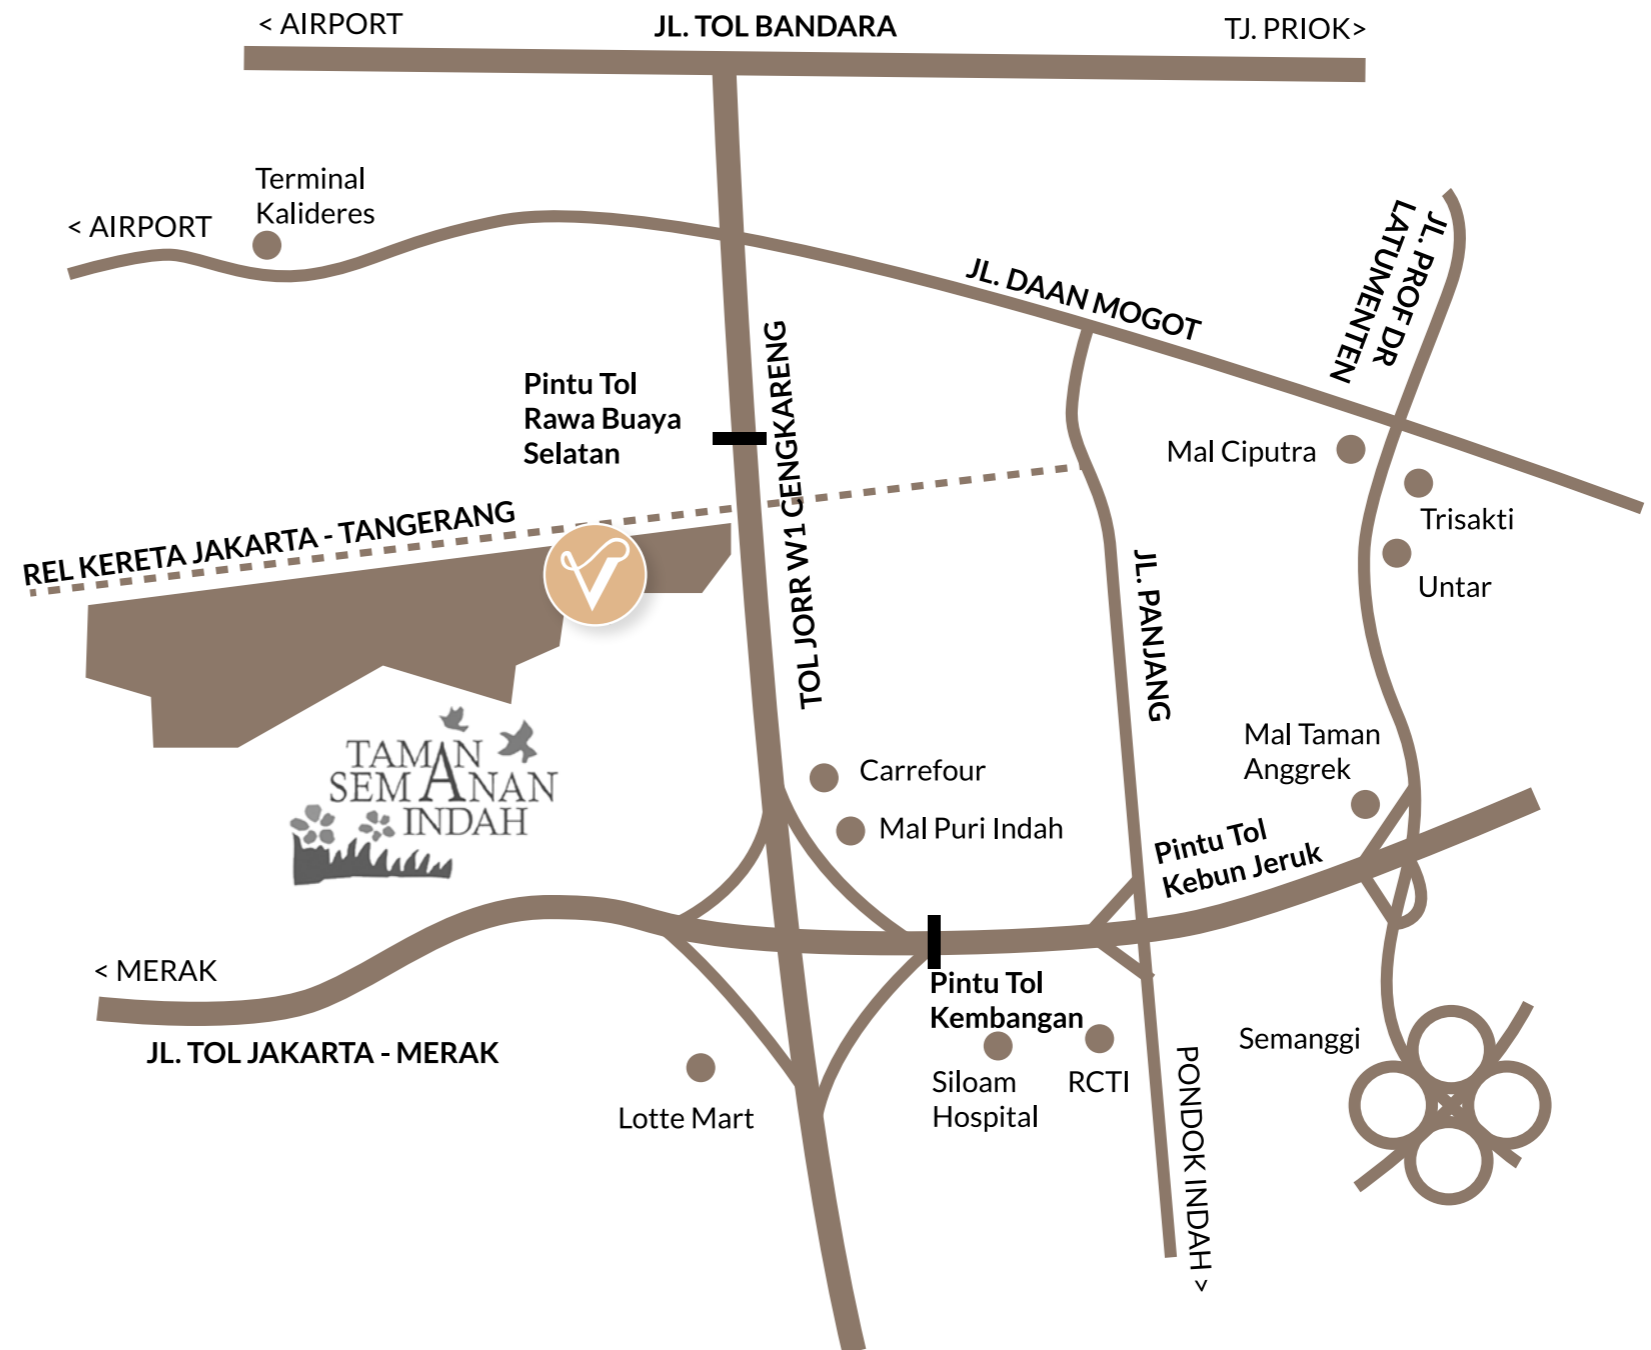 < AIRPORT
JL. TOL BANDARA
TJ. PRIOK>
Terminal
Kalideres
< AIRPORT
JL. PROF DR
LATUMENTEN
JL. DAAN MOGOT
Pintu Tol
Rawa Buaya
Selatan
TOL JORR W1 CENGKARENG
Mal Ciputra
Trisakti
Untar
REL KERETA JAKARTA - TANGERANG
JL. PANJANG
TAMAN
SEMANAN
INDAH
Carrefour
Mal Puri Indah
Mal Taman
Anggrek
Pintu Tol
Kebun Jeruk
< MERAK
JL. TOL JAKARTA - MERAK
Pintu Tol
Kembangan
Siloam
Hospital
RCTI
Semanggi
Lotte Mart
PONDOK INDAH >